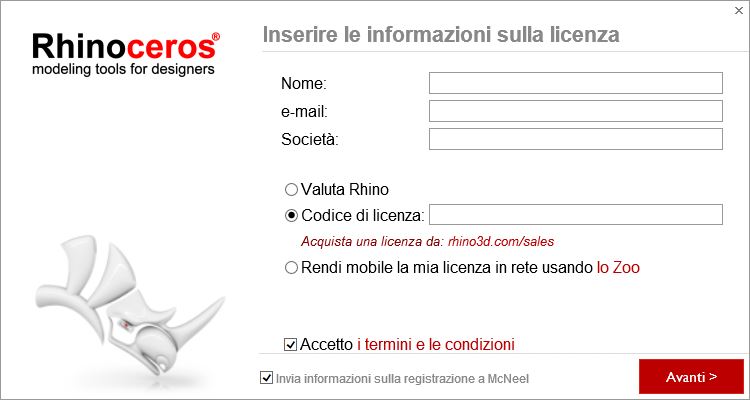 Rhinoceros®
modeling tools for designers
Inserire le informazioni sulla licenza
Nome:
e-mail:
Società:
Valuta Rhino
Codice di licenza:
Acquista una licenza da: rhino3d.com/sales
Rendi mobile la mia licenza in rete usando lo Zoo
Accetto i termini e le condizioni
Invia informazioni sulla registrazione a McNeel
Avanti >